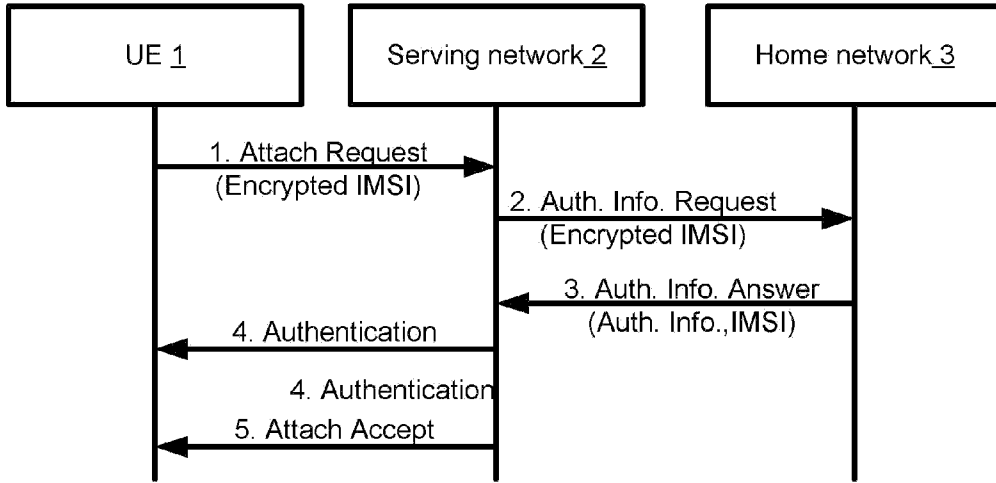 UE 1
Serving network 2
Home network 3
1. Attach Request
(Encrypted IMSI)
2. Auth. Info. Request
(Encrypted IMSI)
3. Auth. Info. Answer
(Auth. Info.,IMSI)
4. Authentication
4. Authentication
5. Attach Accept